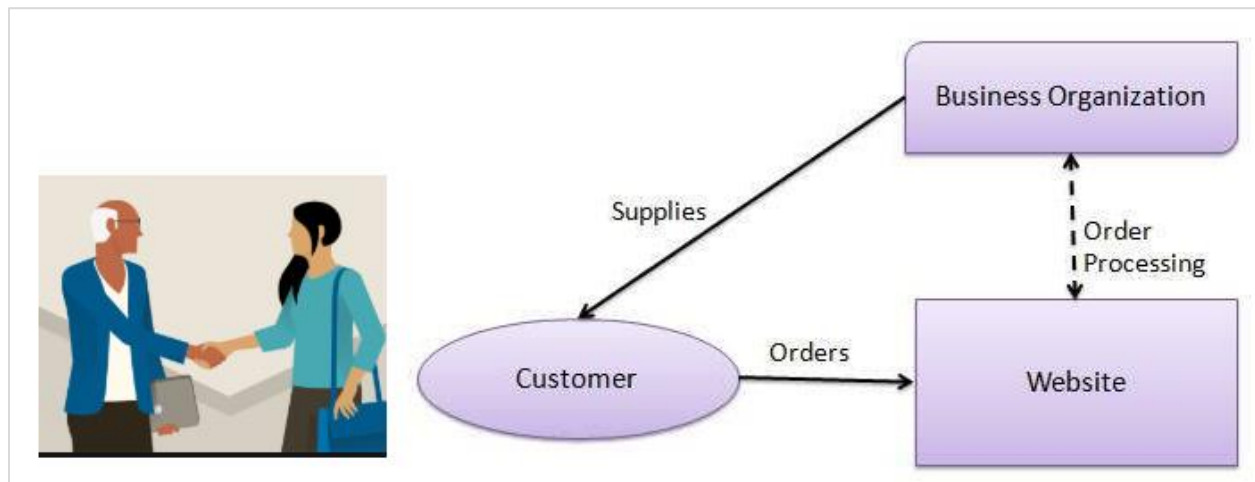 Business Organization
Supplies
Order
Processing
Orders
Customer
Website